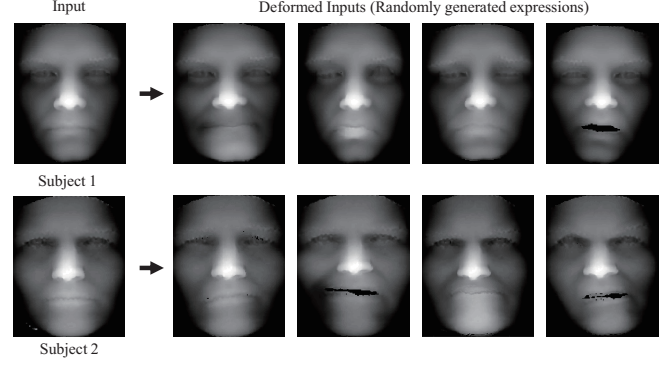 Input
Deformed Inputs (Randomly generated expressions)
Subject 1
Subject 2